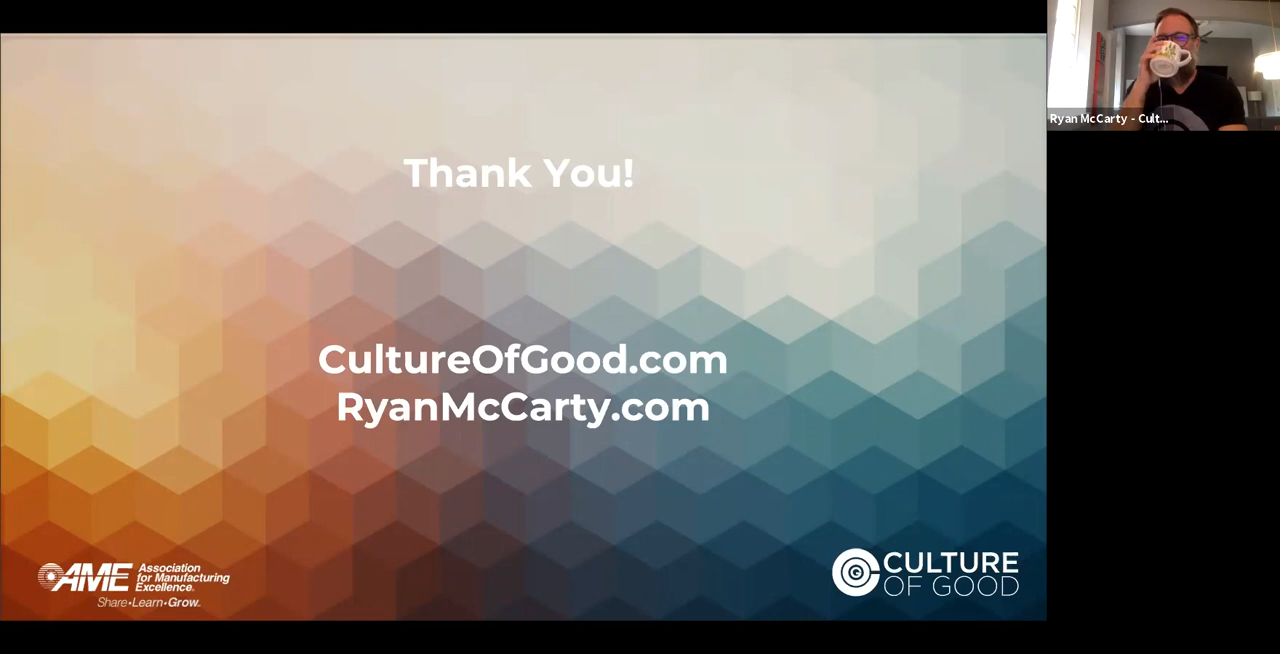 Thank You!
CultureOfGood.com
RyanMcCarty.com
AME Association
for Manufacturing
Excellence
Share•Learn•Grow
CULTURE
OF GOOD
Ryan McCarty - Cult...